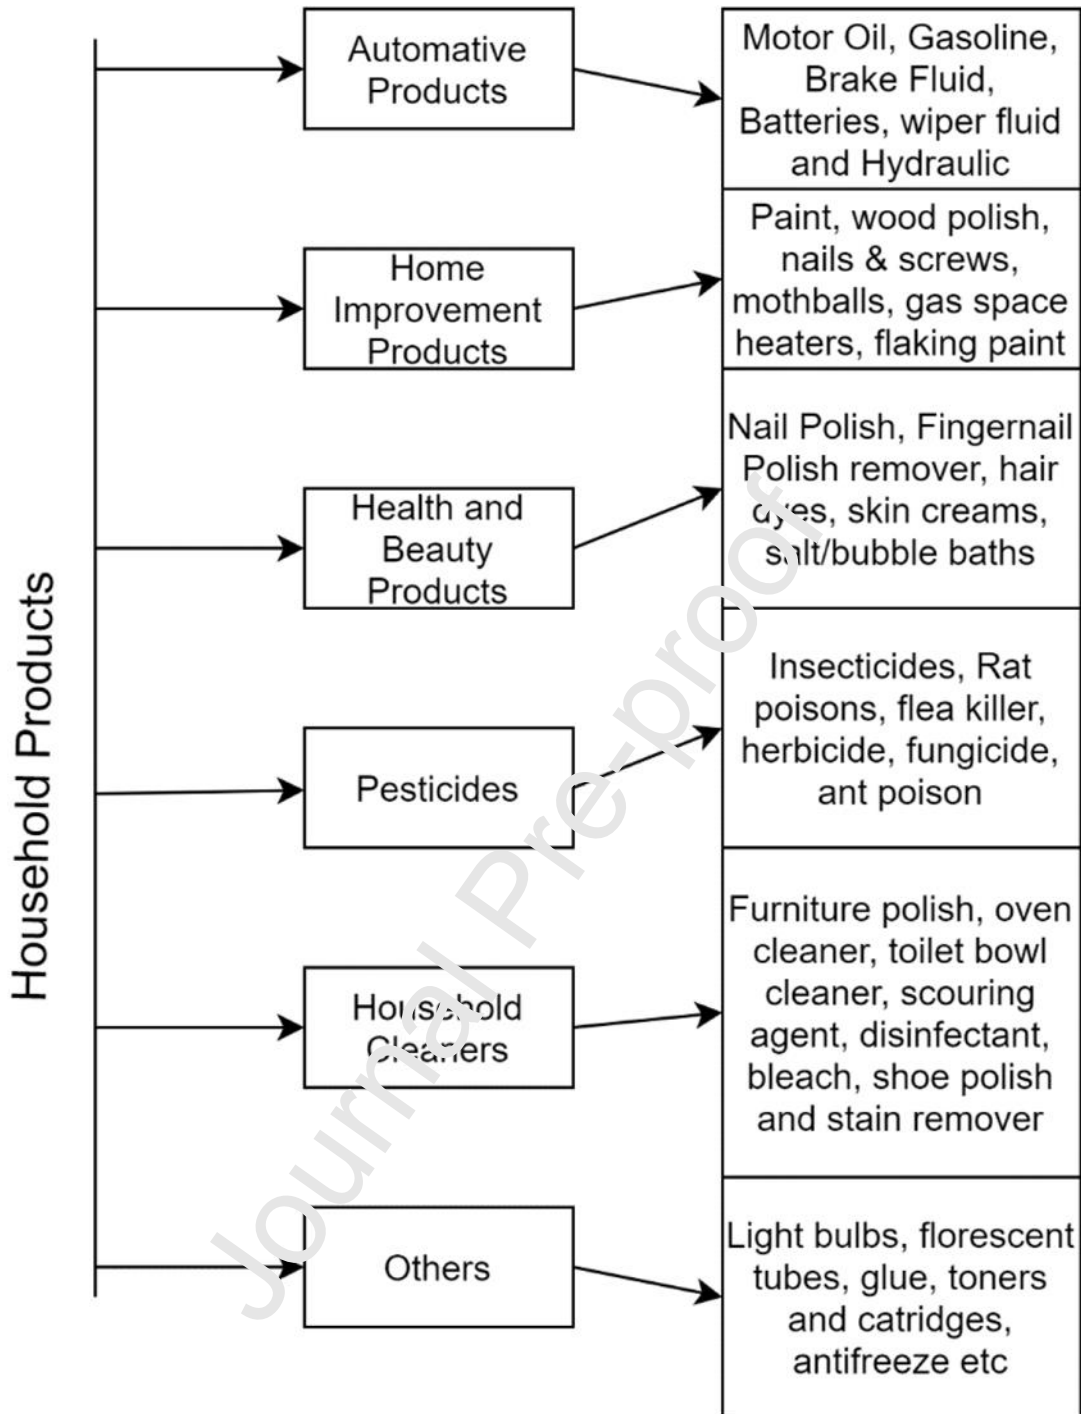 Household Products
Automative
Products
Motor Oil, Gasoline,
Brake Fluid,
Batteries, wiper fluid
and Hydraulic
Home
Improvement
Products
Paint, wood polish,
nails & screws,
mothballs, gas space
heaters, flaking paint
Health and
Beauty
Products
Nail Polish, Fingernail
Polish remover, hair
dyes, skin creams,
salt/bubble baths
Pesticides
Insecticides, Rat
poisons, flea killer,
herbicide, fungicide,
ant poison
Household
Cleaners
Furniture polish, oven
cleaner, toilet bowl
cleaner, scouring
agent, disinfectant,
bleach, shoe polish
and stain remover
Others
Light bulbs, florescent
tubes, glue, toners
and catridges,
antifreeze etc
Journal Pre-proof